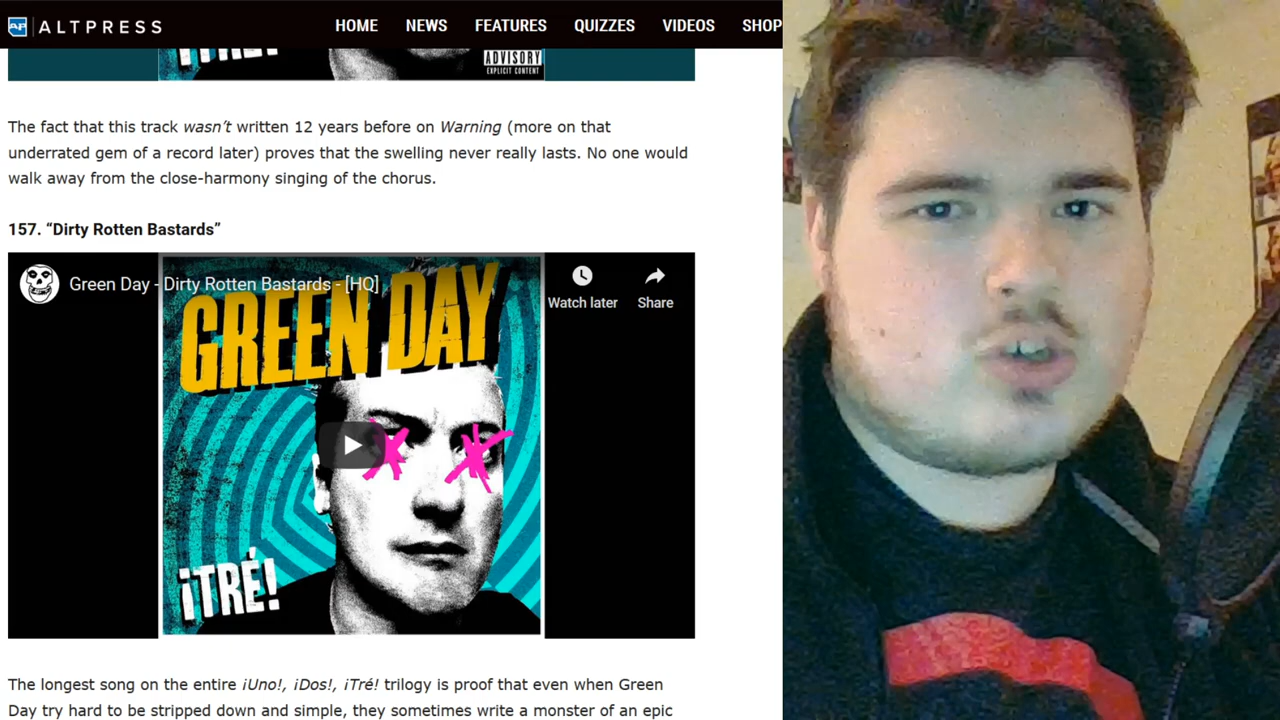 AP ALTPRESS HOME NEWS FEATURES QUIZZES VIDEOS SHOP
¡TRÉ!
ADVISORY
EXPLICIT CONTENT
The fact that this track wasn’t written 12 years before on Warning (more on that
underrated gem of a record later) proves that the swelling never really lasts. No one would
walk away from the close-harmony singing of the chorus.
157. “Dirty Rotten Bastards”
Green Day - Dirty Rotten Bastards - [HQ]
Watch later
Share
GREEN DAY
¡TRÉ!
The longest song on the entire ¡Uno!, ¡Dos!, ¡Tré! trilogy is proof that even when Green
Day try hard to be stripped down and simple, they sometimes write a monster of an epic